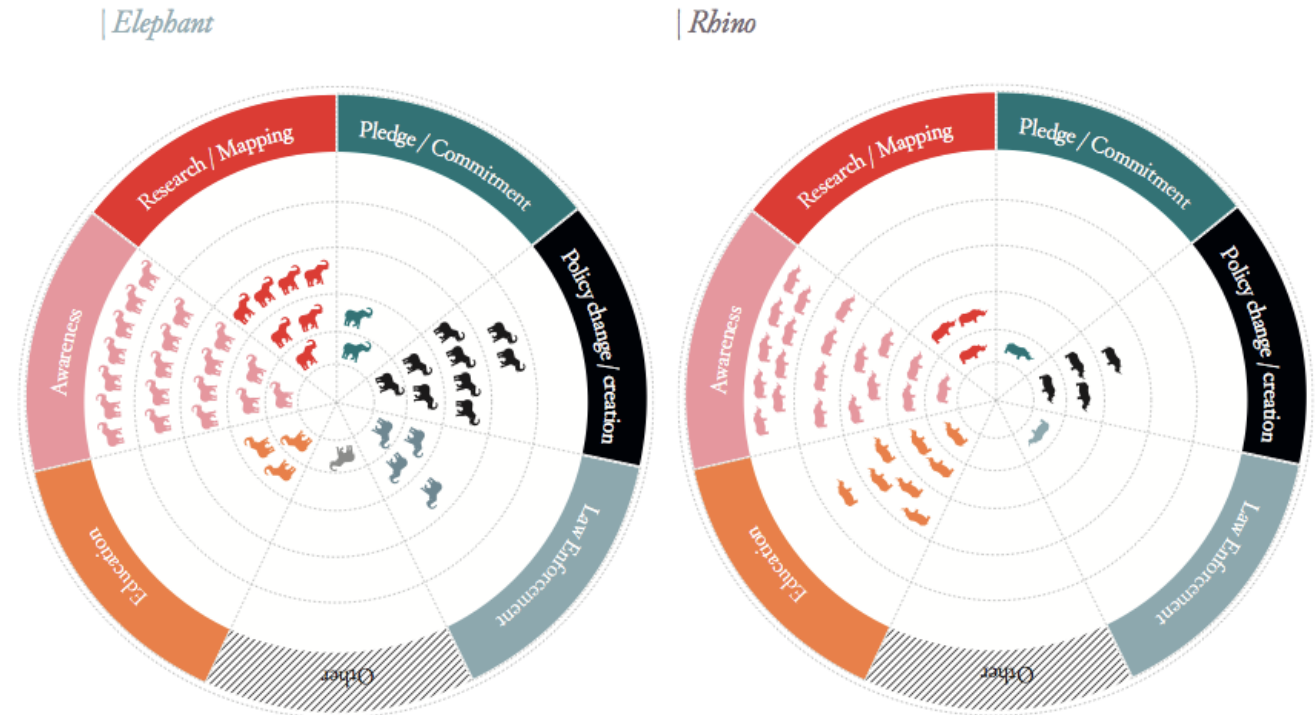 Elephant
Rhino
Research / Mapping
Pledge / Commitment
Policy change / creation
Law Enforcement
Other
Education
Awareness
Research / Mapping
Pledge / Commitment
Policy change / creation
Law Enforcement
Other
Education
Awareness